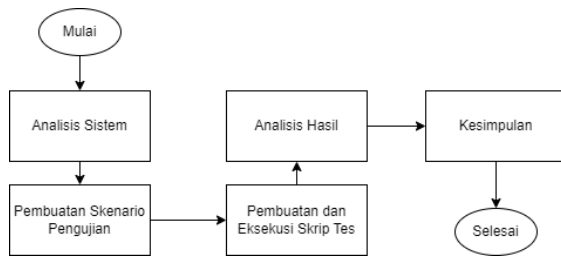 Mulai
Analisis Sistem
Pembuatan Skenario
Pengujian
Pembuatan dan
Eksekusi Skrip Tes
Analisis Hasil
Kesimpulan
Selesai